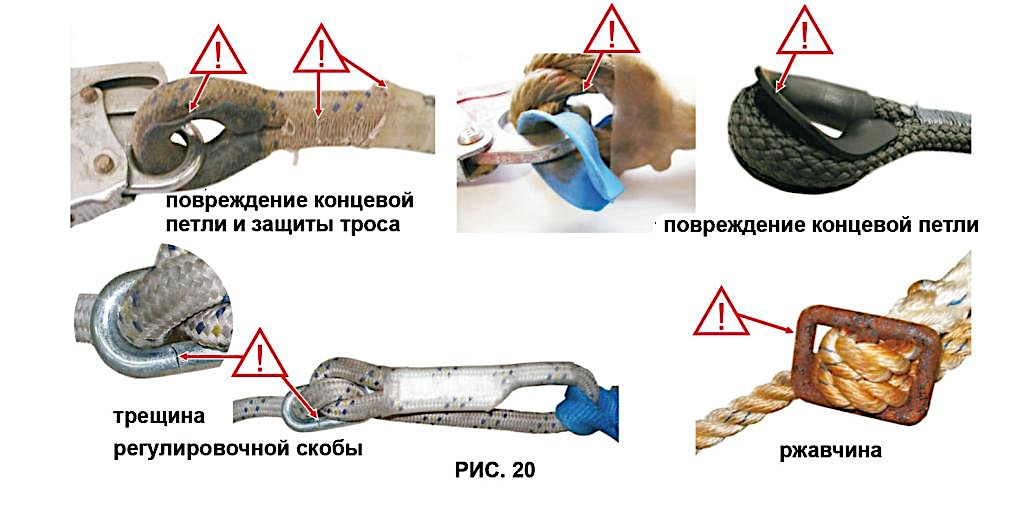 !
!
!
!
повреждение концевой
петли и защиты троса
повреждение концевой петли
!
!
трещина
регулировочной скобы
ржавчина
РИС. 20